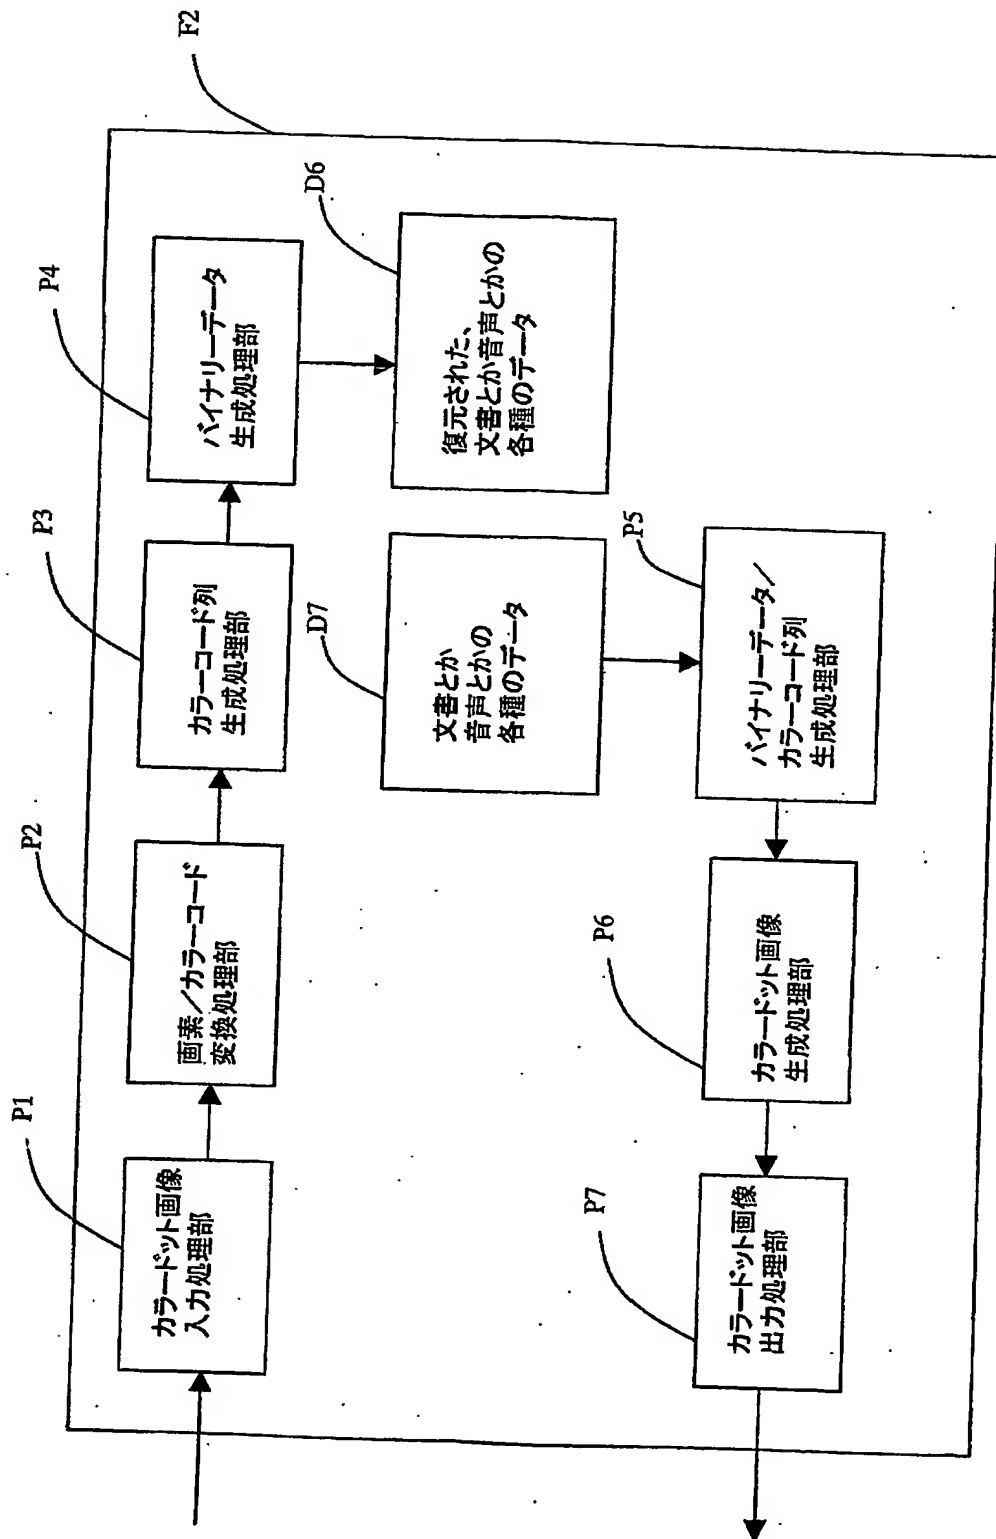 F2
P1
カラードット画像
入力処理部
P2
画素／カラーコード
変換処理部
P3
カラーコード列
生成処理部
P4
バイナリーデータ
生成処理部
D6
復元された、
文書とか音声とかの
各種のデータ
D7
文書とか
音声とかの
各種のデータ
P5
バイナリーデータ／
カラーコード列
生成処理部
P6
カラードット画像
生成処理部
P7
カラードット画像
出力処理部